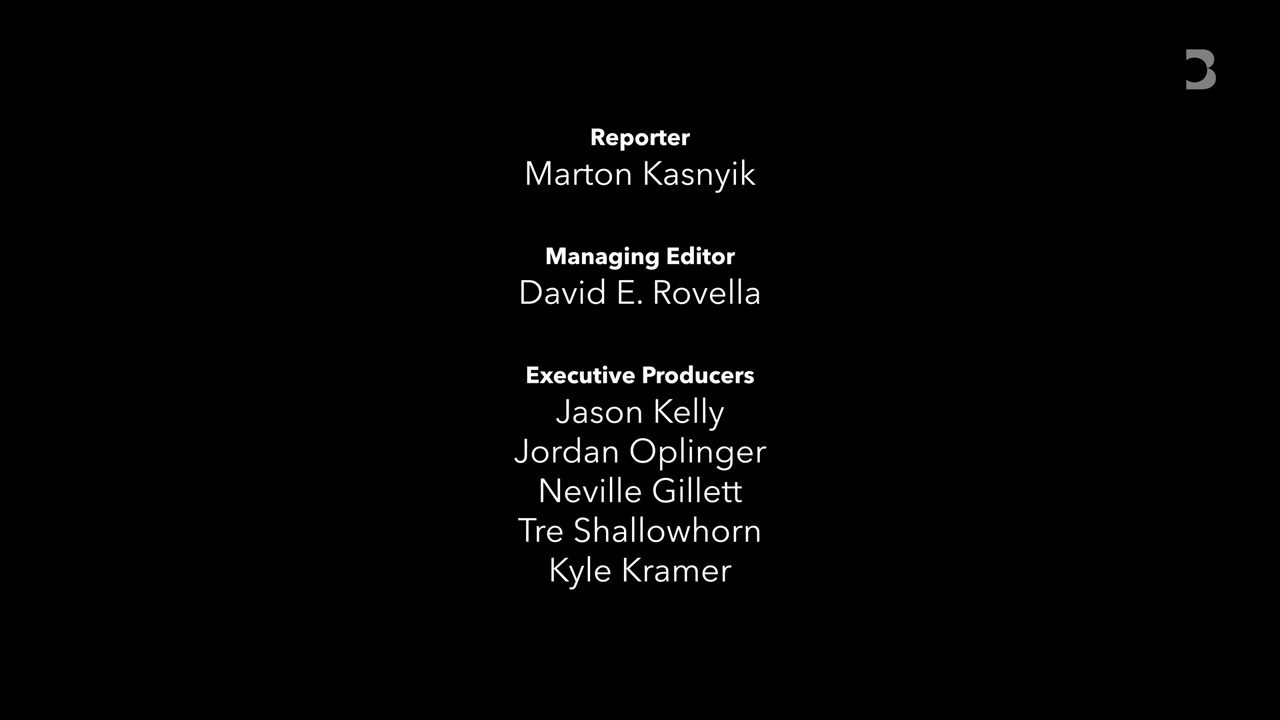 Reporter
Marton Kasnyik
Managing Editor
David E. Rovella
Executive Producers
Jason Kelly
Jordan Oplinger
Neville Gillett
Tre Shallowhorn
Kyle Kramer